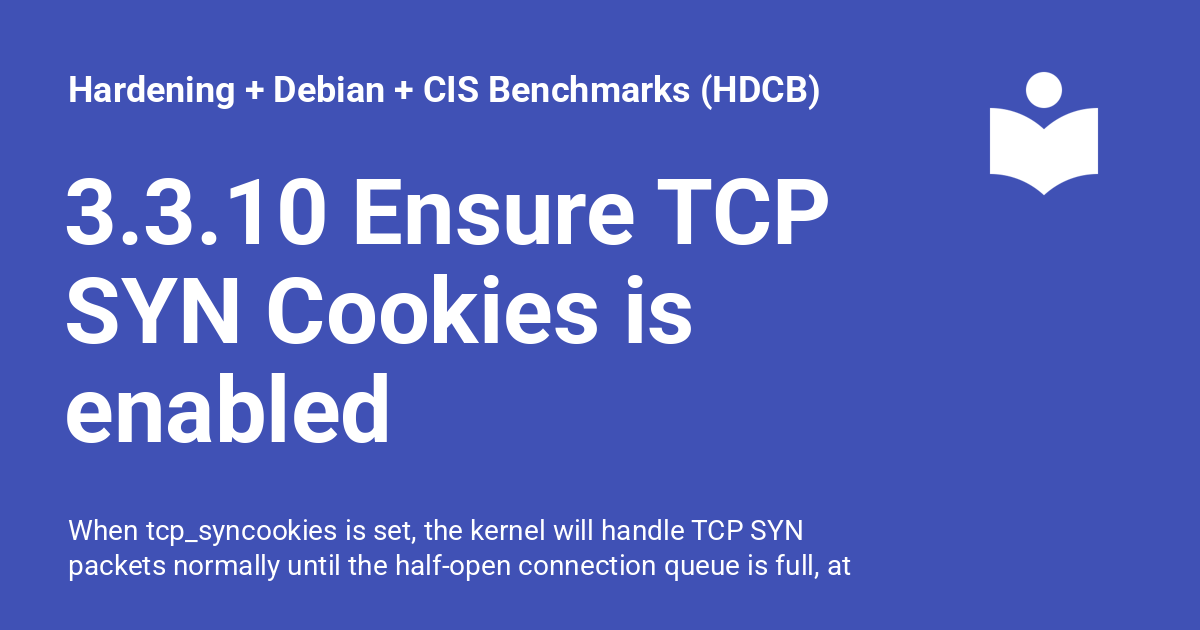 Hardening + Debian + CIS Benchmarks (HDCB)
3.3.10 Ensure TCP
SYN Cookies is
enabled
When tcp_syncookies is set, the kernel will handle TCP SYN
packets normally until the half-open connection queue is full, at